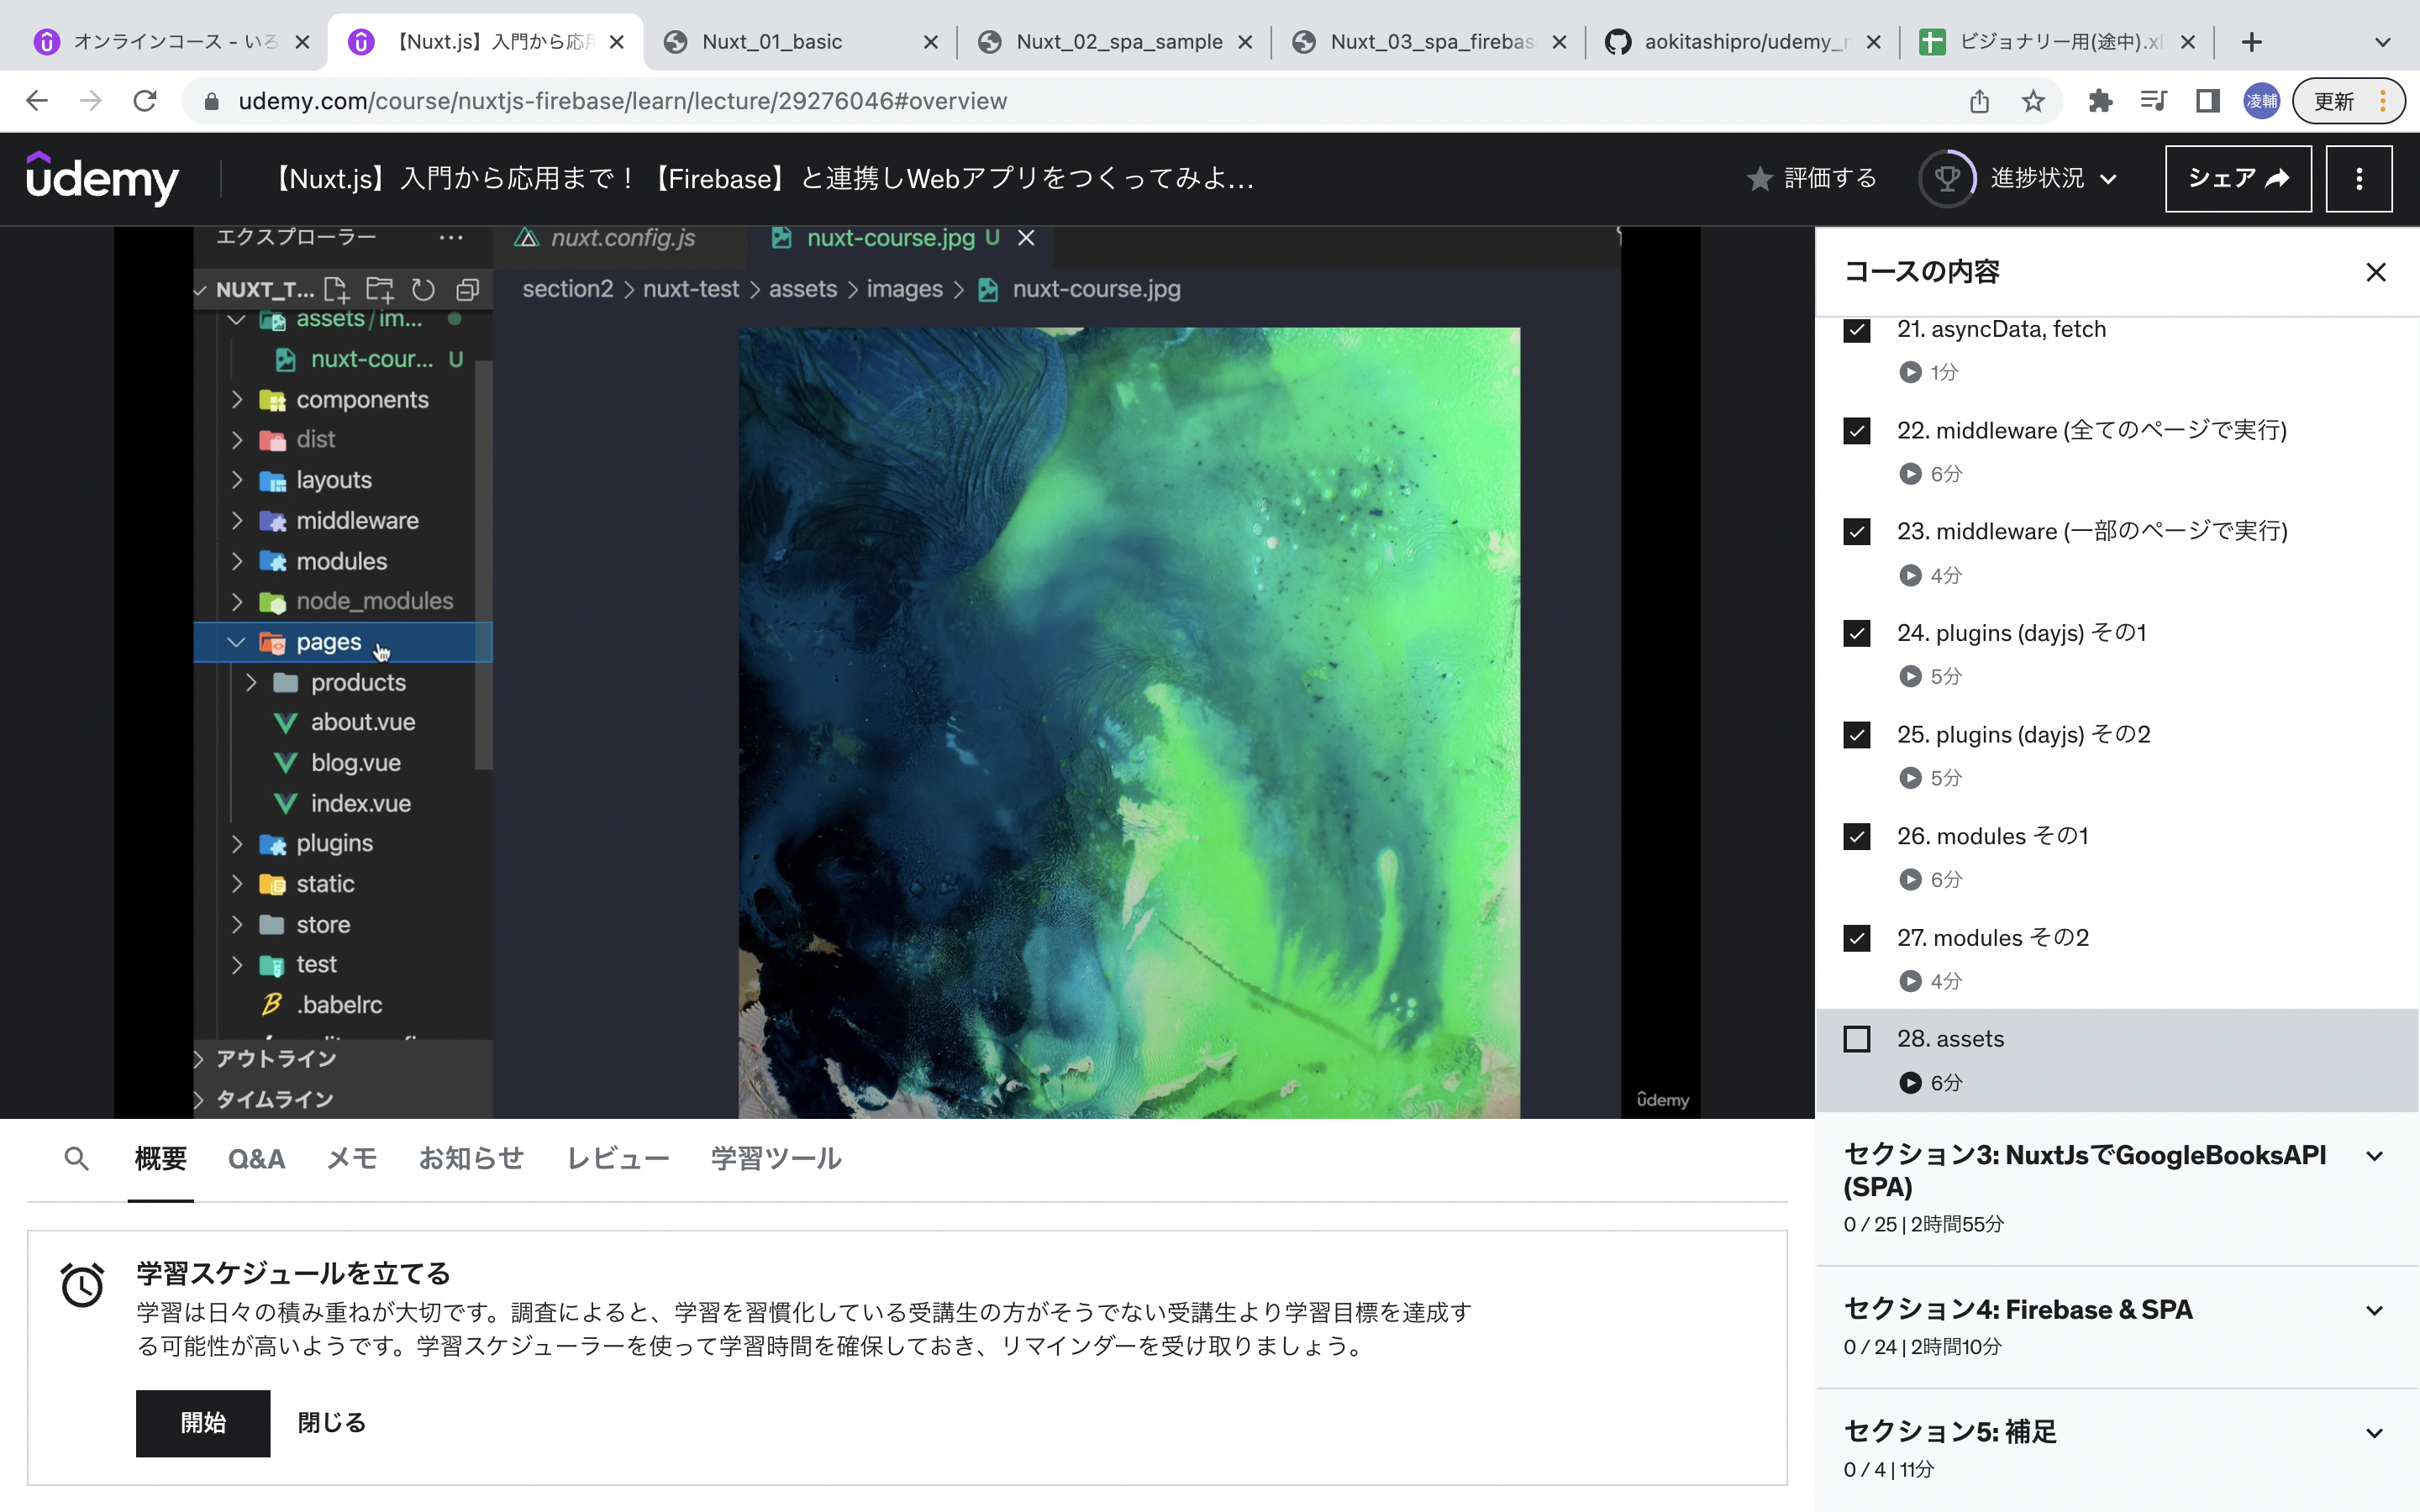 オンラインコース - いろ
【Nuxt.js】入門から応用
Nuxt_01_basic
Nuxt_02_spa_sample
Nuxt_03_spa_firebas
aokitashipro/udemy_r
ビジョナリー用(途中).xl
udemy.com/course/nuxtjs-firebase/learn/lecture/29276046#overview
凌輔
更新
udemy
【Nuxt.js】入門から応用まで！【Firebase】と連携しWebアプリをつくってみよ...
評価する
進捗状況
シェア
エクスプローラー
nuxt.config.js
nuxt-course.jpg U
NUXT_T...
section2 > nuxt-test > assets > images > nuxt-course.jpg
assets/im...
nuxt-cour... U
components
dist
layouts
middleware
modules
node_modules
pages
products
about.vue
blog.vue
index.vue
plugins
static
store
test
.babelrc
アウトライン
タイムライン
udemy
コースの内容
21. asyncData, fetch
1分
22. middleware (全てのページで実行)
6分
23. middleware (一部のページで実行)
4分
24. plugins (dayjs) その1
5分
25. plugins (dayjs) その2
5分
26. modules その1
6分
27. modules その2
4分
28. assets
6分
セクション3: NuxtJsでGoogleBooksAPI
(SPA)
0 / 25 | 2時間55分
セクション4: Firebase & SPA
0 / 24 | 2時間10分
セクション5: 補足
0 / 4 | 11分
概要
Q&A
メモ
お知らせ
レビュー
学習ツール
学習スケジュールを立てる
学習は日々の積み重ねが大切です。調査によると、学習を習慣化している受講生の方がそうでない受講生より学習目標を達成す
る可能性が高いようです。学習スケジューラーを使って学習時間を確保しておき、リマインダーを受け取りましょう。
開始
閉じる